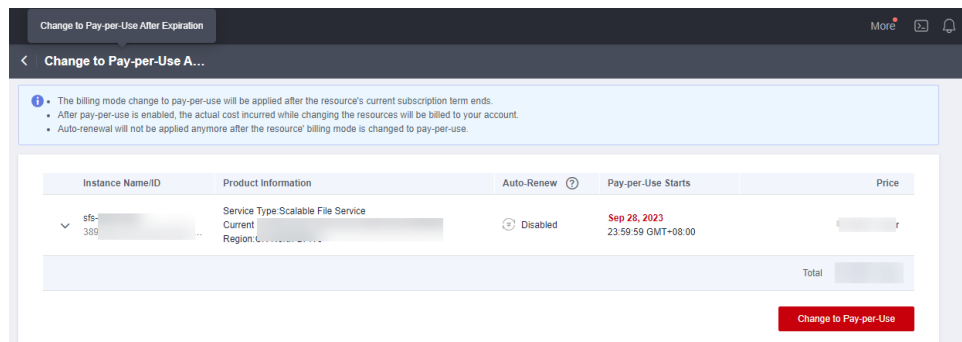 Change to Pay-per-Use After Expiration
More
Change to Pay-per-Use A...
The billing mode change to pay-per-use will be applied after the resource's current subscription term ends.
After pay-per-use is enabled, the actual cost incurred while changing the resources will be billed to your account.
Auto-renewal will not be applied anymore after the resource' billing mode is changed to pay-per-use.
Instance Name/ID Product Information Auto-Renew Pay-per-Use Starts Price
sfs-
389 ...
Service Type:Scalable File Service
Current
Region:
Disabled
Sep 28, 2023
23:59:59 GMT+08:00
Total
Change to Pay-per-Use